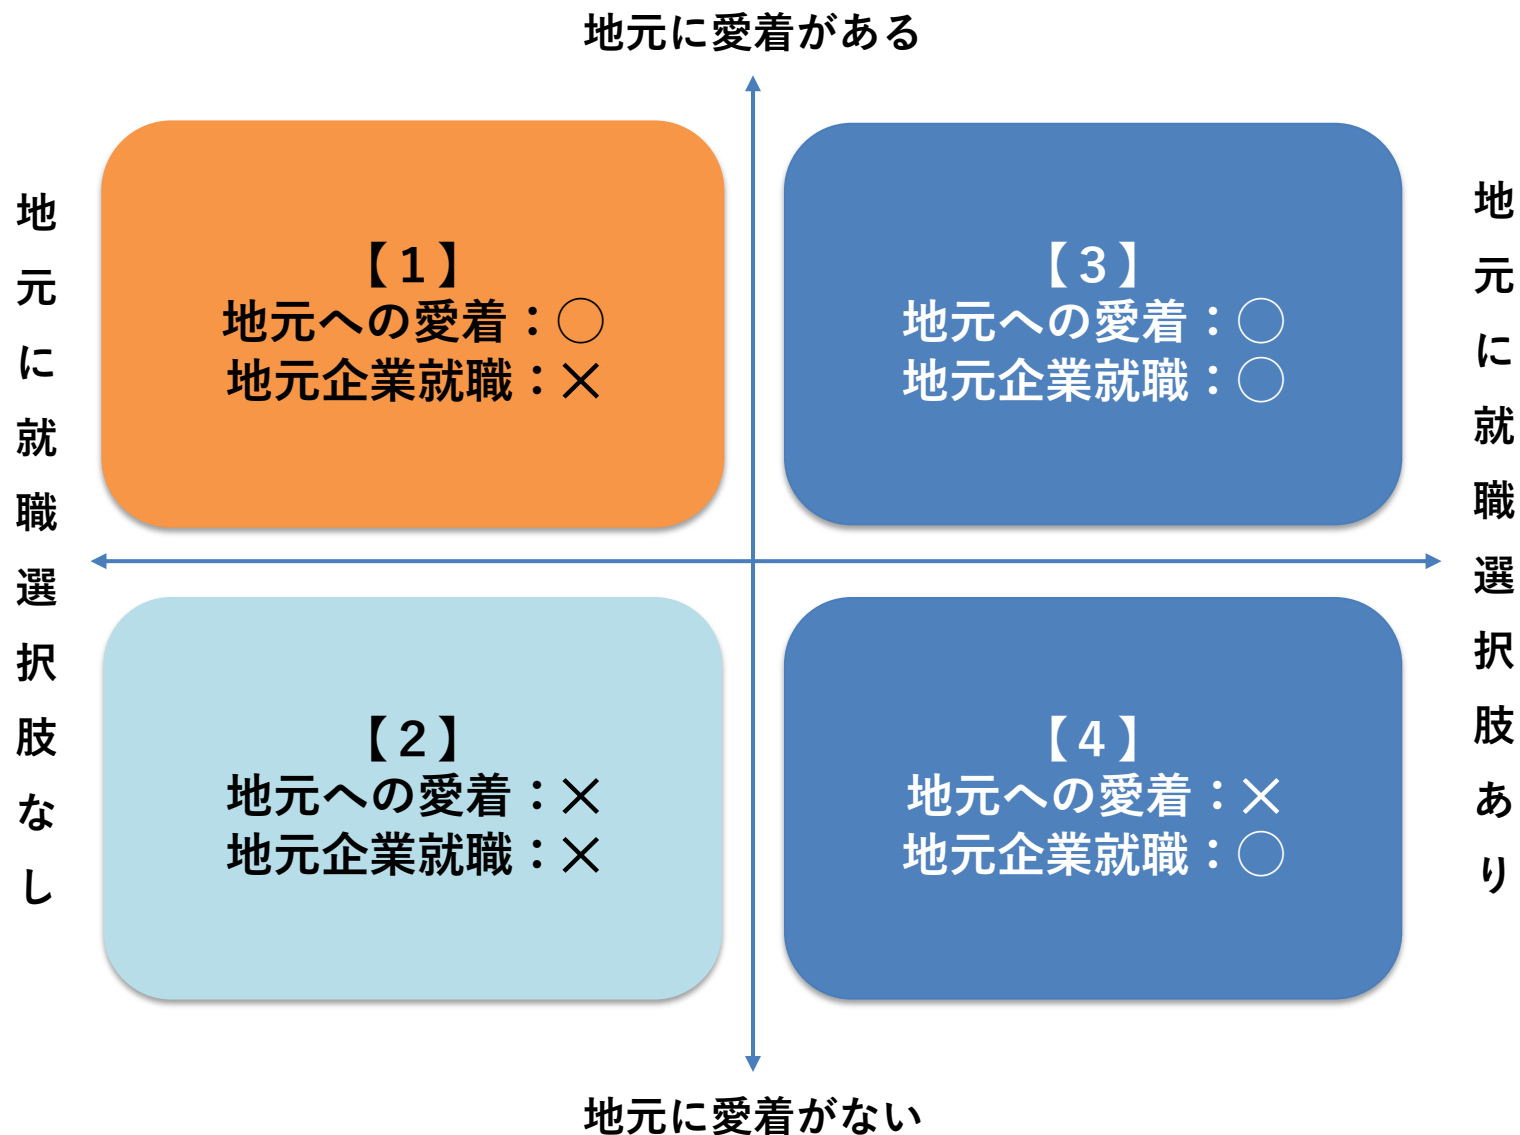 地元に愛着がある
地元に就職選択肢なし
【1】
地元への愛着：○
地元企業就職：×
【3】
地元への愛着：○
地元企業就職：○
地元に就職選択肢あり
【2】
地元への愛着：×
地元企業就職：×
【4】
地元への愛着：×
地元企業就職：○
地元に愛着がない